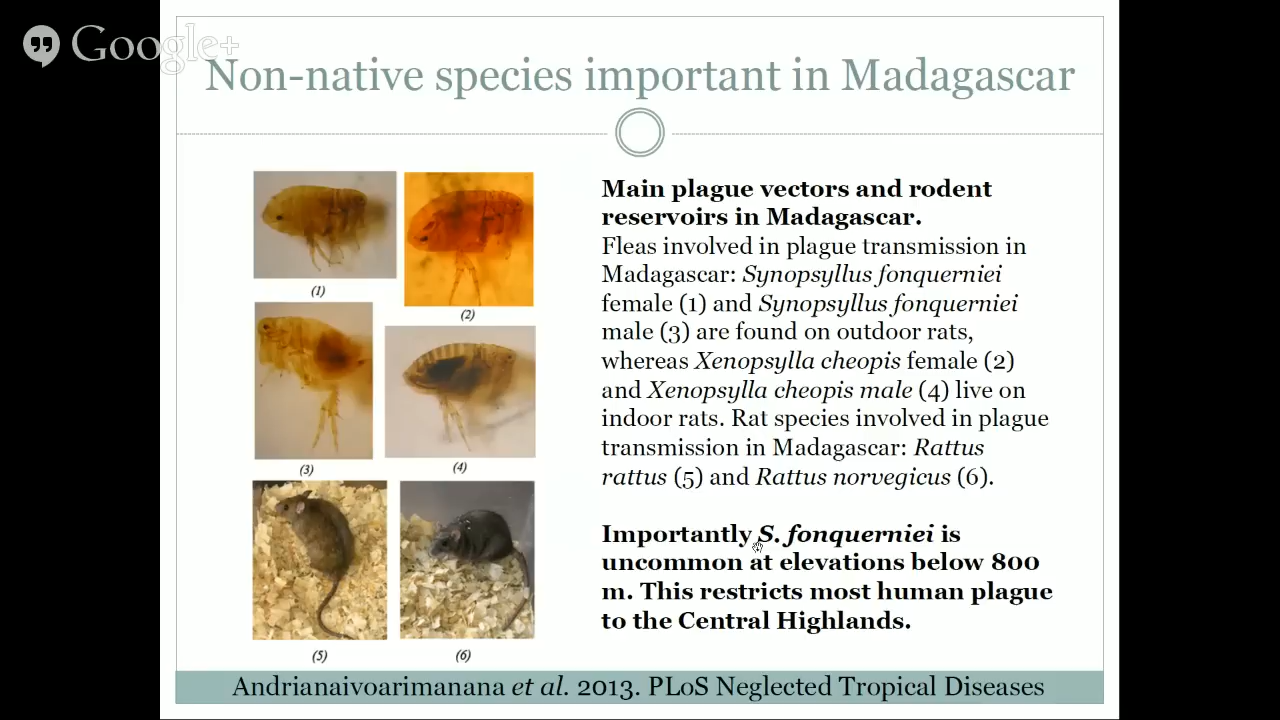 Google+
Non-native species important in Madagascar
(1)
(2)
(3)
(4)
(5)
(6)
Main plague vectors and rodent
reservoirs in Madagascar.
Fleas involved in plague transmission in
Madagascar: Synopsyllus fonquerniei
female (1) and Synopsyllus fonquerniei
male (3) are found on outdoor rats,
whereas Xenopsylla cheopis female (2)
and Xenopsylla cheopis male (4) live on
indoor rats. Rat species involved in plague
transmission in Madagascar: Rattus
rattus (5) and Rattus norvegicus (6).
Importantly S. fonquerniei is
uncommon at elevations below 800
m. This restricts most human plague
to the Central Highlands.
Andrianaivoarimanana et al. 2013. PLoS Neglected Tropical Diseases